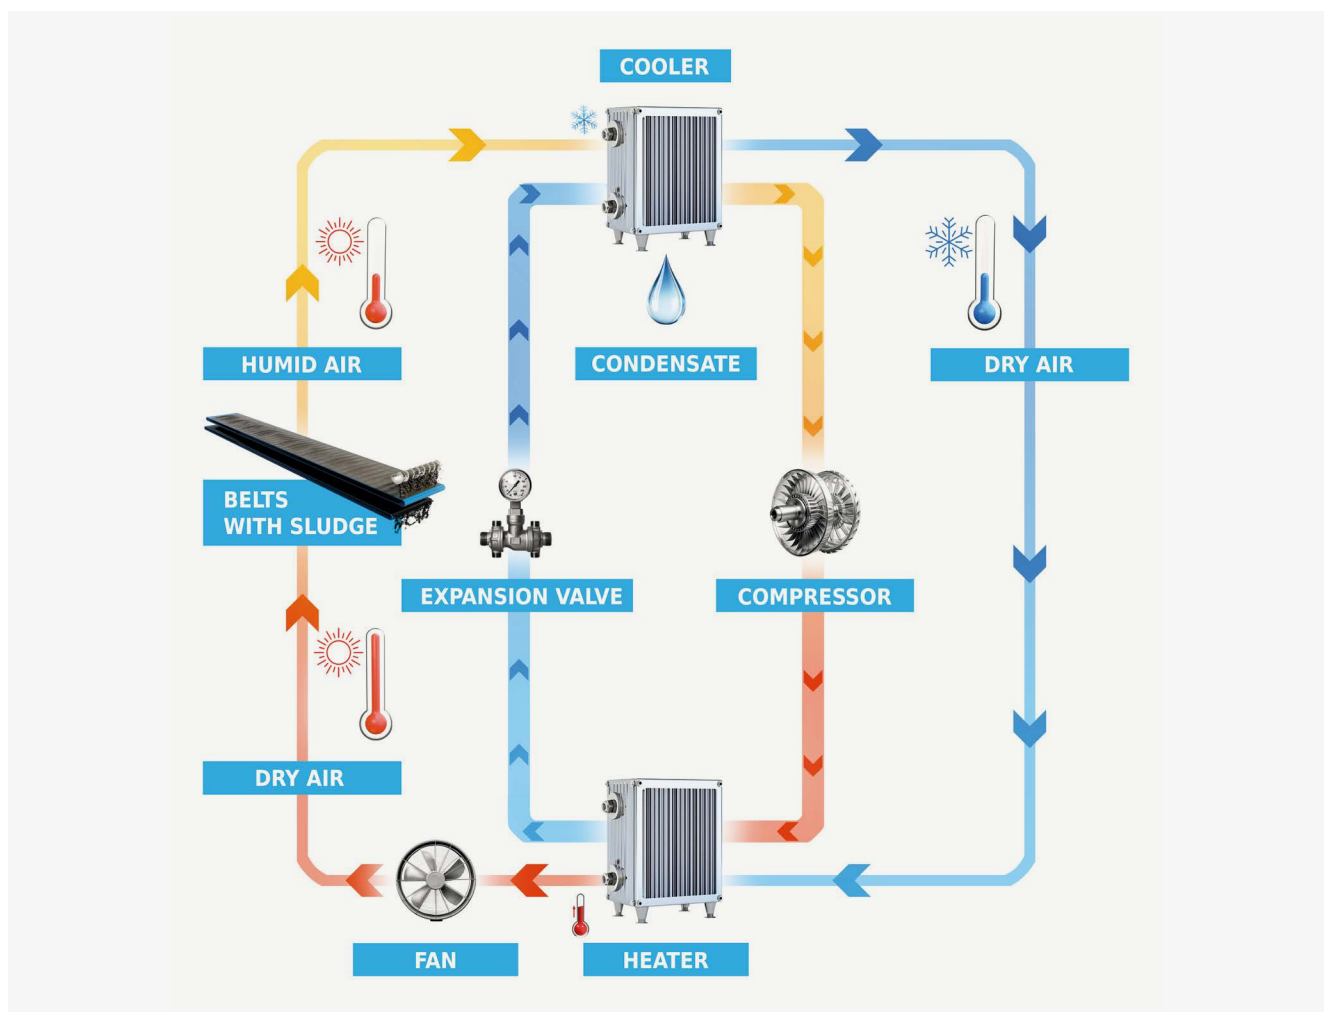 COOLER
HUMID AIR
CONDENSATE
DRY AIR
BELTS
WITH SLUDGE
EXPANSION VALVE
COMPRESSOR
DRY AIR
FAN
HEATER